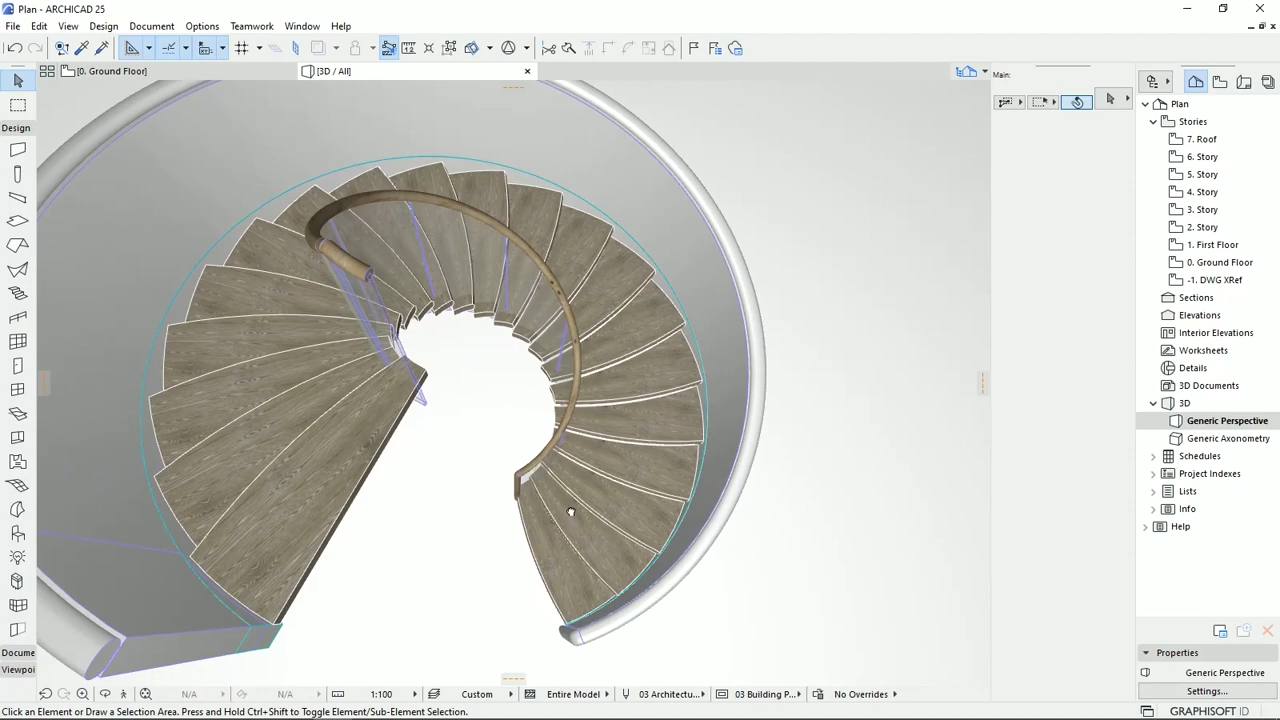 Plan - ARCHICAD 25
File Edit View Design Document Options Teamwork Window Help
[0. Ground Floor]
[3D / All]
Main:
Design
Plan
Stories
7. Roof
6. Story
5. Story
4. Story
3. Story
2. Story
1. First Floor
0. Ground Floor
-1. DWG XRef
Sections
Elevations
Interior Elevations
Worksheets
Details
3D Documents
3D
Generic Perspective
Generic Axonometry
Schedules
Project Indexes
Lists
Info
Help
Docume
Viewpoi
Properties
Generic Perspective
Settings...
N/A N/A 1:100 Custom Entire Model 03 Architectu... 03 Building P... No Overrides
Click an Element or Draw a Selection Area. Press and Hold Ctrl+Shift to Toggle Element/Sub-Element Selection.
GRAPHISOFT ID